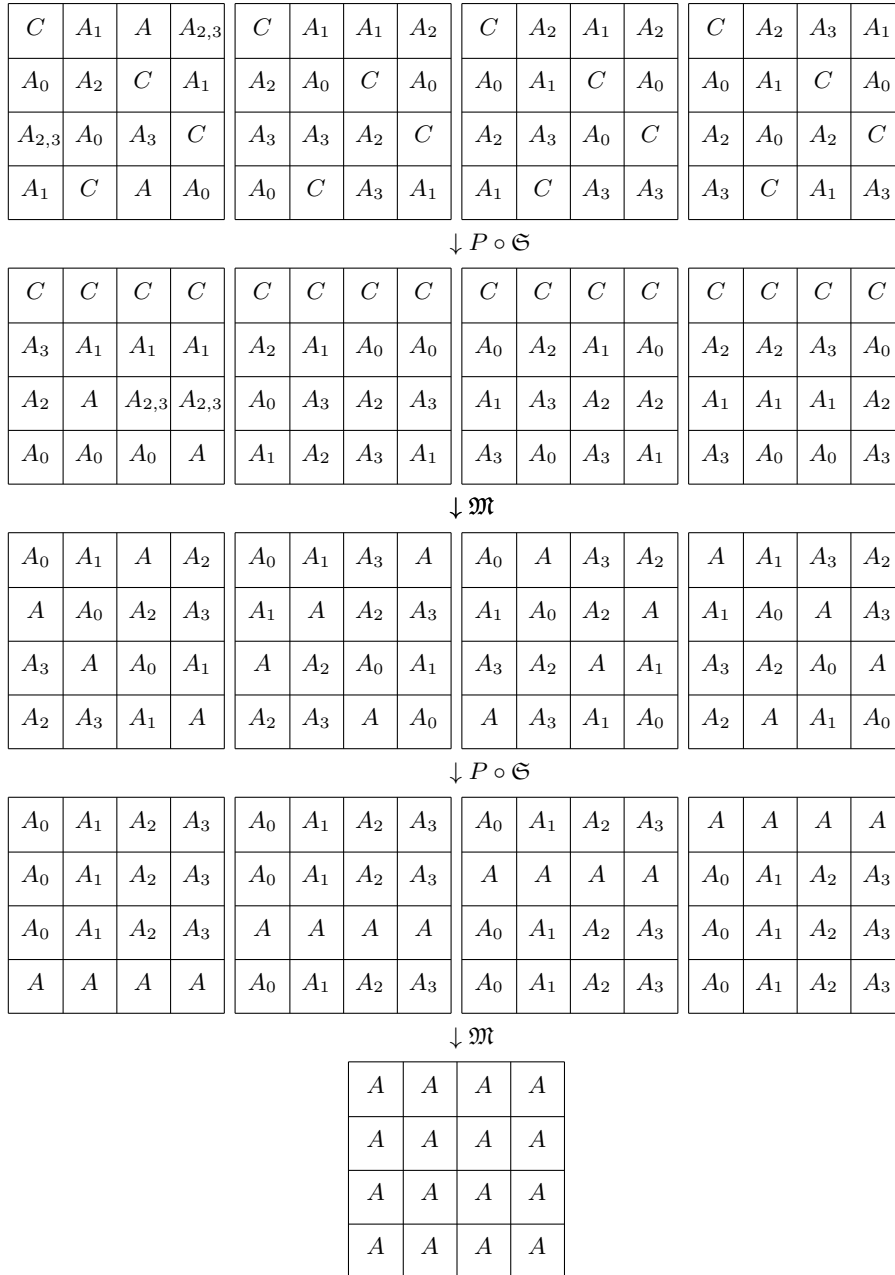 C A₁ A A₂,₃ C A₁ A₁ A₂ C A₂ A₁ A₂ C A₂ A₃ A₁
A₀ A₂ C A₁ A₂ A₀ C A₀ A₀ A₁ C A₀ A₀ A₁ C A₀
A₂,₃ A₀ A₃ C A₃ A₃ A₂ C A₂ A₃ A₀ C A₂ A₀ A₂ C
A₁ C A A₀ A₀ C A₃ A₁ A₁ C A₃ A₃ A₃ C A₁ A₃
↓ P ∘ 𝔖
C C C C C C C C C C C C C C C C
A₃ A₁ A₁ A₁ A₂ A₁ A₀ A₀ A₀ A₂ A₁ A₀ A₂ A₂ A₃ A₀
A₂ A A₂,₃ A₂,₃ A₀ A₃ A₂ A₃ A₁ A₃ A₂ A₂ A₁ A₁ A₁ A₂
A₀ A₀ A₀ A A₁ A₂ A₃ A₁ A₃ A₀ A₃ A₁ A₃ A₀ A₀ A₃
↓ 𝔐
A₀ A₁ A A₂ A₀ A₁ A₃ A A₀ A A₃ A₂ A A₁ A₃ A₂
A A₀ A₂ A₃ A₁ A A₂ A₃ A₁ A₀ A₂ A A₁ A₀ A A₃
A₃ A A₀ A₁ A A₂ A₀ A₁ A₃ A₂ A A₁ A₃ A₂ A₀ A
A₂ A₃ A₁ A A₂ A₃ A A₀ A A₃ A₁ A₀ A₂ A A₁ A₀
↓ P ∘ 𝔖
A₀ A₁ A₂ A₃ A₀ A₁ A₂ A₃ A₀ A₁ A₂ A₃ A A A A
A₀ A₁ A₂ A₃ A₀ A₁ A₂ A₃ A A A A A₀ A₁ A₂ A₃
A₀ A₁ A₂ A₃ A A A A A₀ A₁ A₂ A₃ A₀ A₁ A₂ A₃
A A A A A₀ A₁ A₂ A₃ A₀ A₁ A₂ A₃ A₀ A₁ A₂ A₃
↓ 𝔐
A A A A
A A A A
A A A A
A A A A